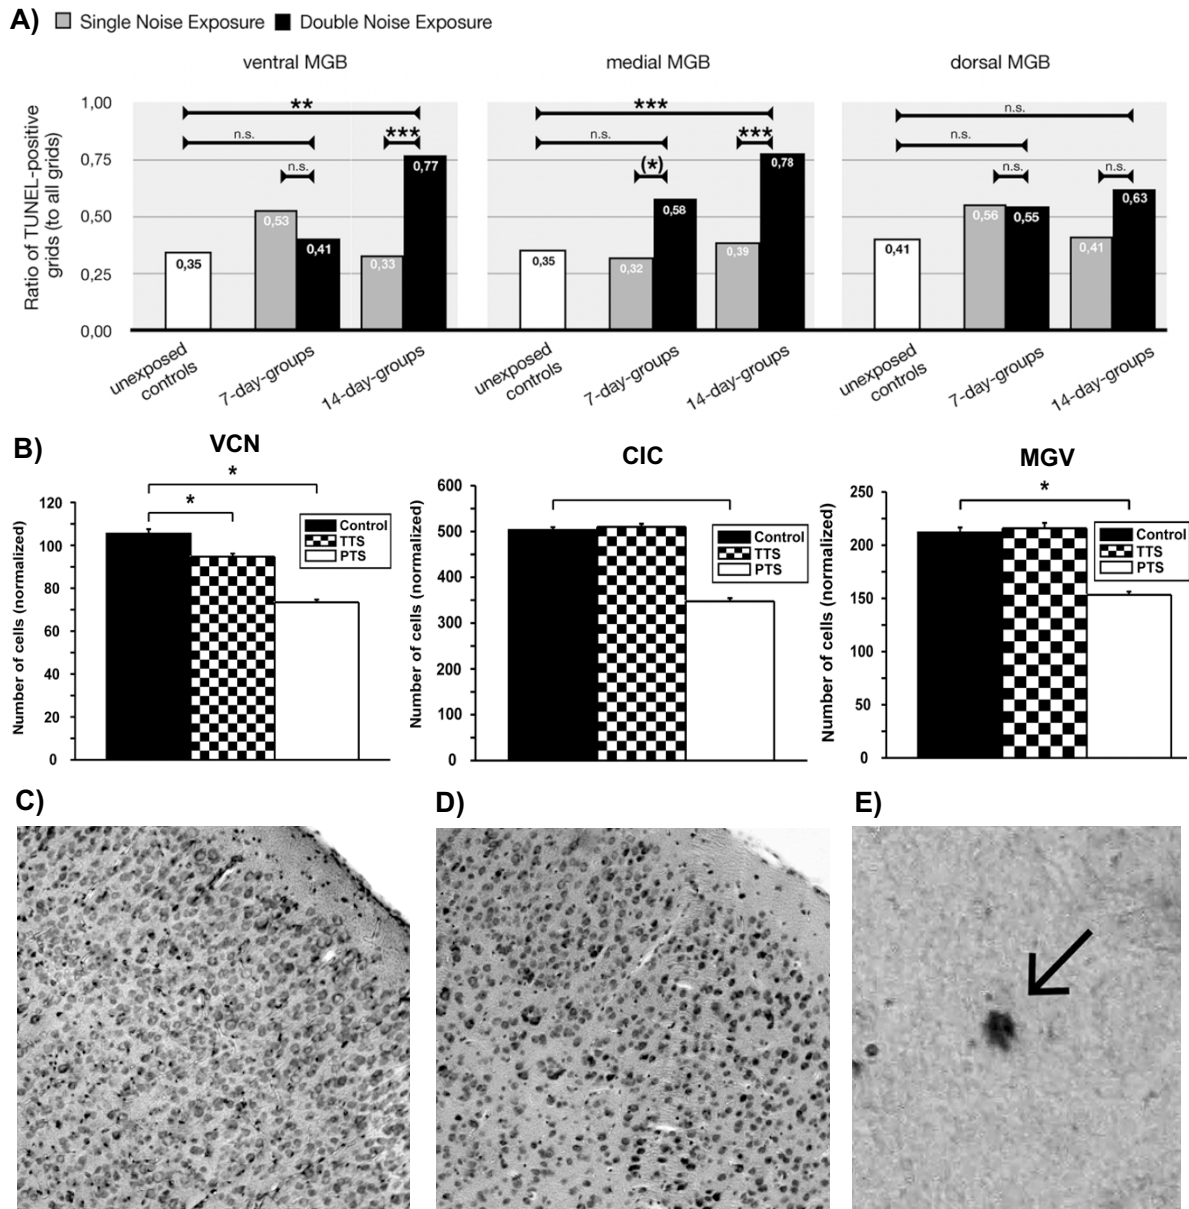 A) Single Noise Exposure Double Noise Exposure
ventral MGB medial MGB dorsal MGB
Ratio of TUNEL-positive
grids (to all grids)
1,00
0,75
0,50
0,25
0,00
**
n.s.
***
n.s.
0,35
0,53
0,41
0,33
0,77
unexposed
controls
7-day-groups
14-day-groups
***
n.s.
***
(*)
0,35
0,32
0,58
0,39
0,78
unexposed
controls
7-day-groups
14-day-groups
n.s.
n.s.
n.s.
n.s.
0,41
0,56
0,55
0,41
0,63
unexposed
controls
7-day-groups
14-day-groups
B)
VCN
Number of cells (normalized)
120
100
80
60
40
20
0
*
*
Control
TTS
PTS
CIC
Number of cells (normalized)
600
500
400
300
200
100
0
Control
TTS
PTS
MGV
Number of cells (normalized)
250
200
150
100
50
0
*
Control
TTS
PTS
C) D) E)